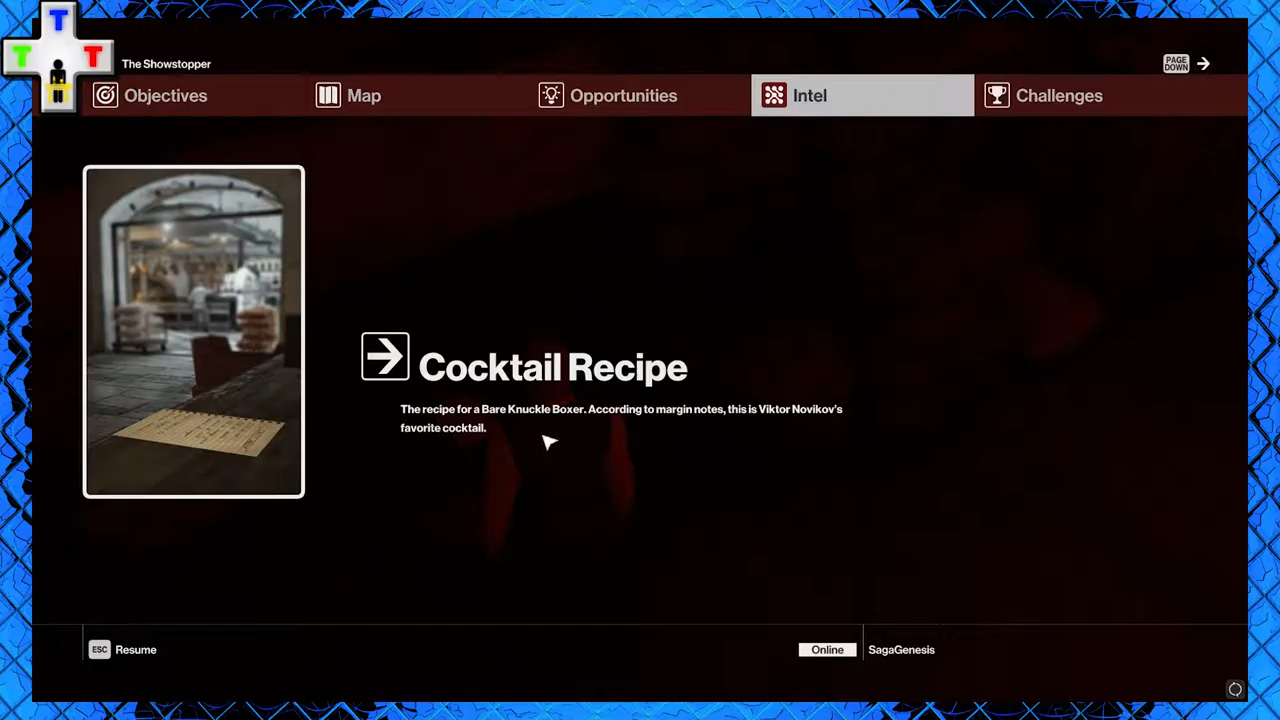 T
T T
The Showstopper
PAGE DOWN
Objectives
Map
Opportunities
Intel
Challenges
Cocktail Recipe
The recipe for a Bare Knuckle Boxer. According to margin notes, this is Viktor Novikov's
favorite cocktail.
ESC Resume
Online
SagaGenesis